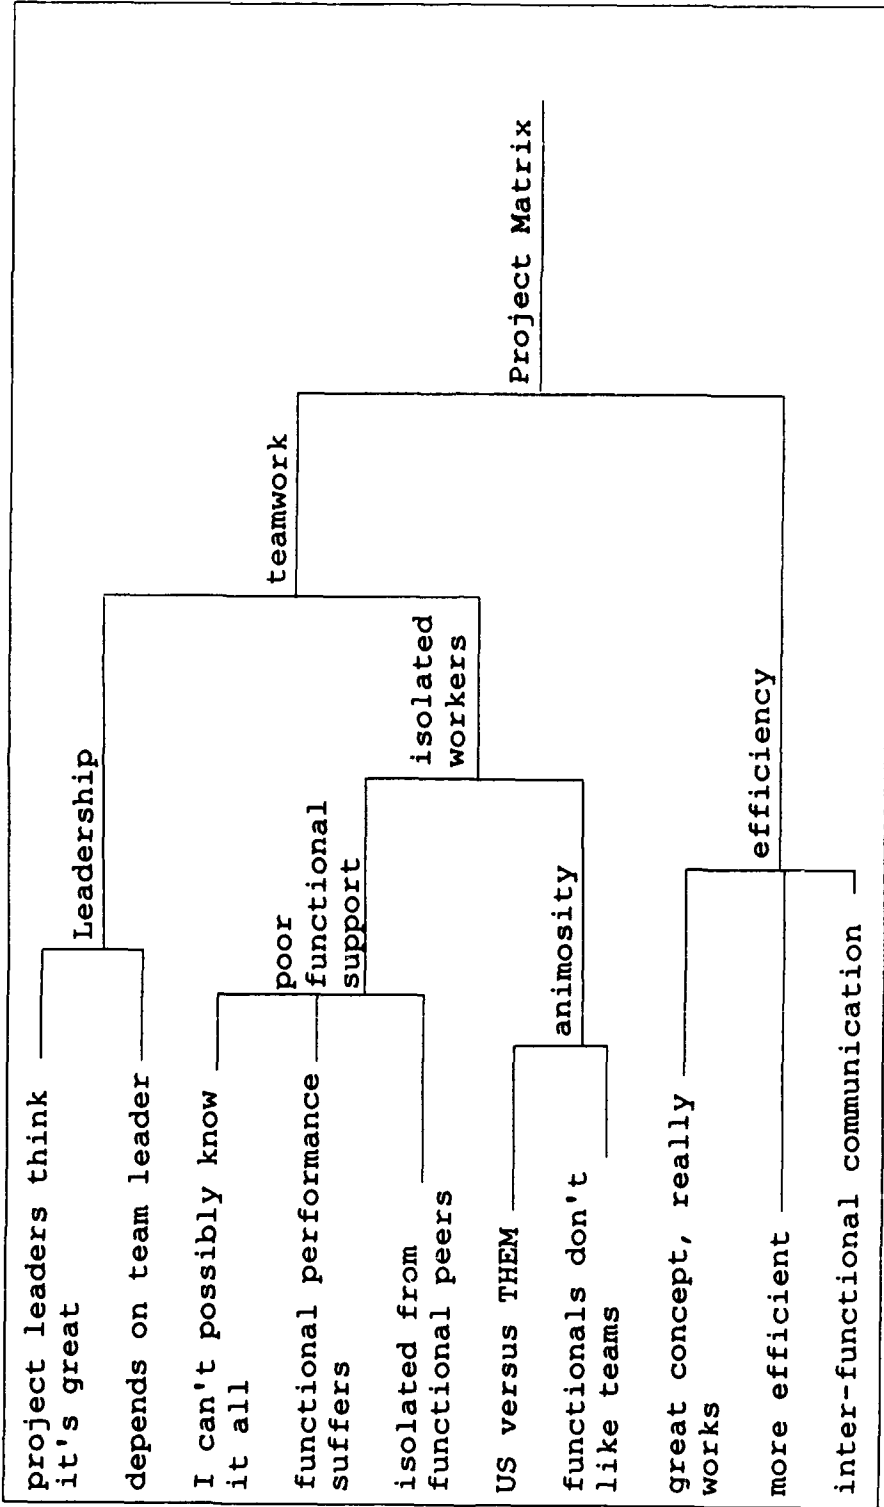 project leaders think
it's great
depends on team leader
I can't possibly know
it all
functional performance
suffers
isolated from
functional peers
US versus THEM
functionals don't
like teams
great concept, really
works
more efficient
inter-functional communication
Leadership
poor
functional
support
animosity
isolated
workers
efficiency
teamwork
Project Matrix